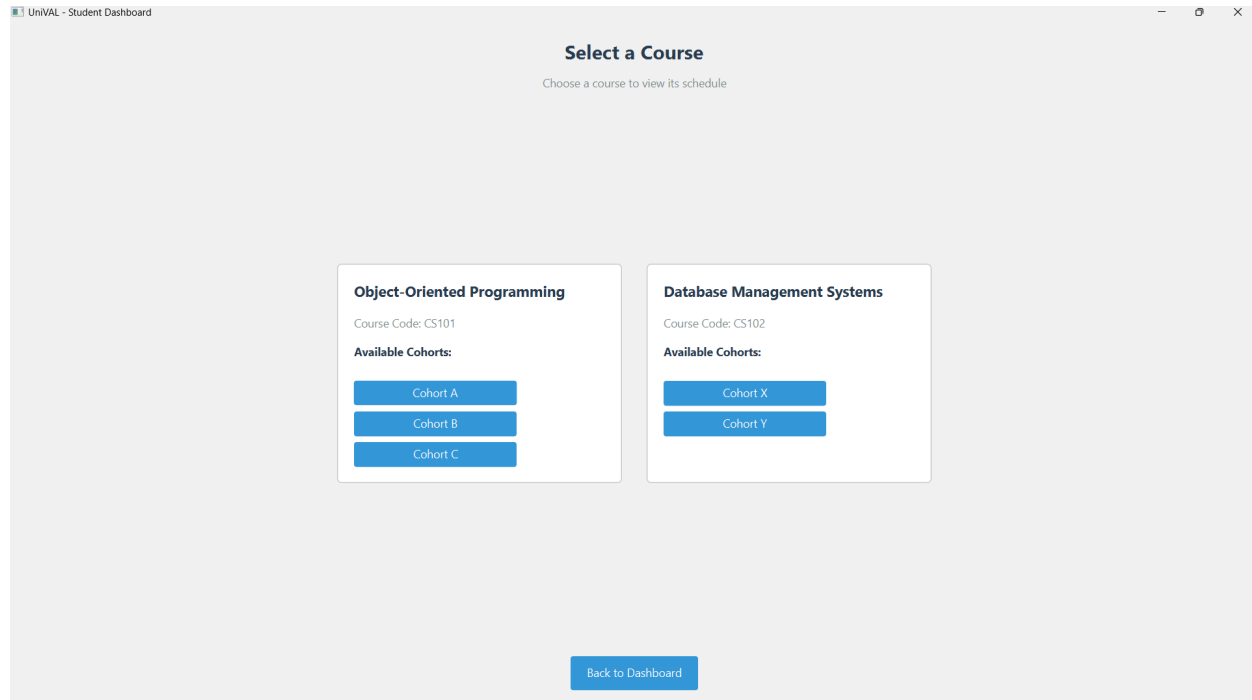 UniVAL - Student Dashboard
Select a Course
Choose a course to view its schedule
Object-Oriented Programming
Course Code: CS101
Available Cohorts:
Cohort A
Cohort B
Cohort C
Database Management Systems
Course Code: CS102
Available Cohorts:
Cohort X
Cohort Y
Back to Dashboard